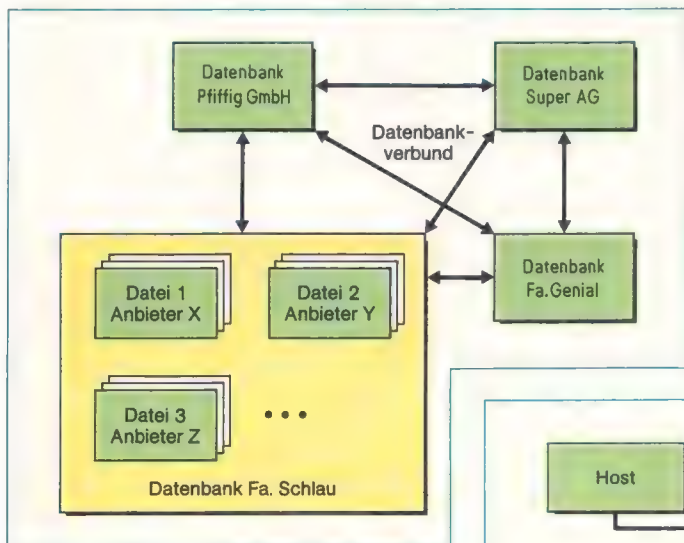 Datenbank
Pfiffig GmbH
Datenbank
Super AG
Datenbank-
verbund
Datenbank
Fa.Genial
Datei 1
Anbieter X
Datei 2
Anbieter Y
Datei 3
Anbieter Z
Datenbank Fa. Schlau
Host